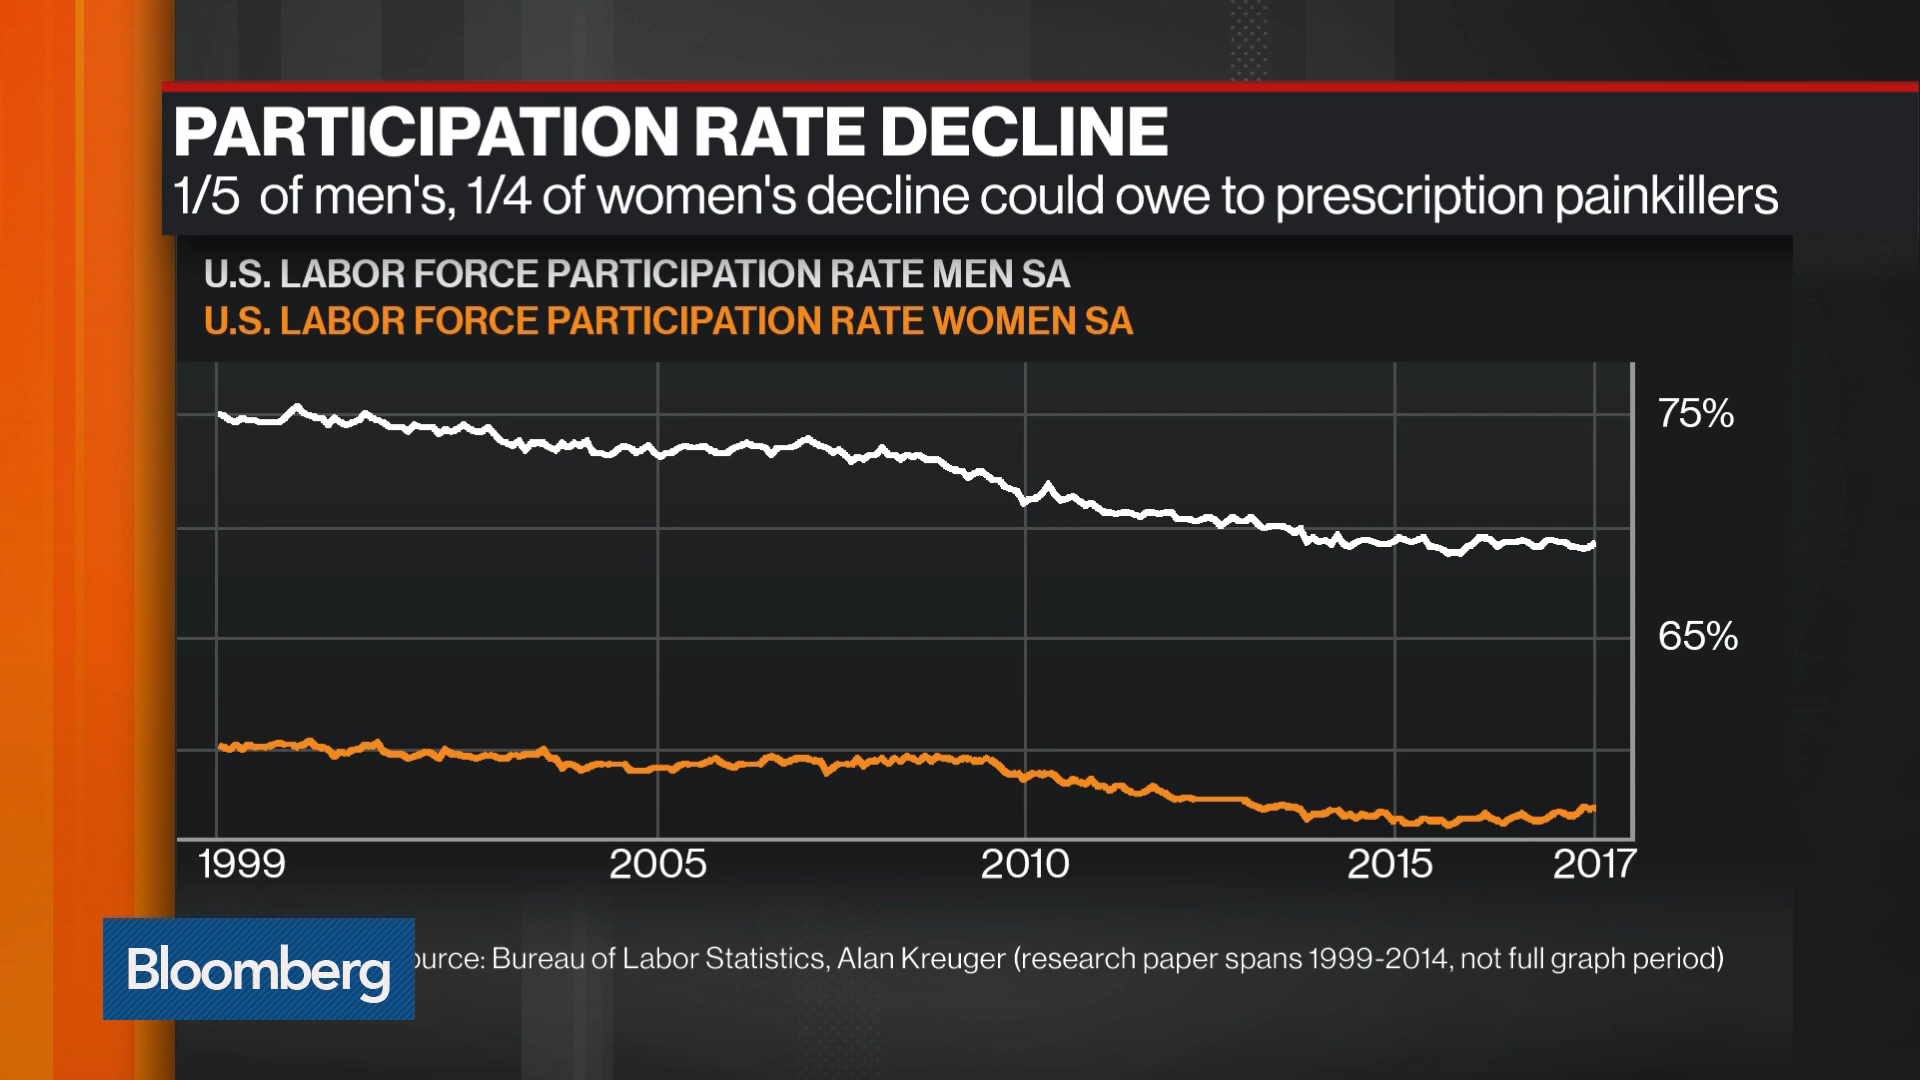 PARTICIPATION RATE DECLINE
1/5 of men's, 1/4 of women's decline could owe to prescription painkillers
U.S. LABOR FORCE PARTICIPATION RATE MEN SA
U.S. LABOR FORCE PARTICIPATION RATE WOMEN SA
75%
65%
1999 2005 2010 2015 2017
Bloomberg
ource: Bureau of Labor Statistics, Alan Kreuger (research paper spans 1999-2014, not full graph period)